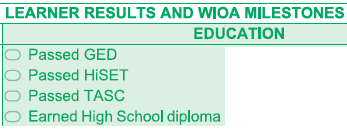 LEARNER RESULTS AND WIOA MILESTONES
EDUCATION
Passed GED
Passed HiSET
Passed TASC
Earned High School diploma